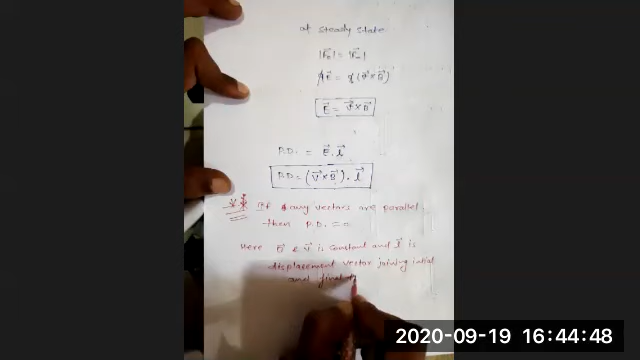 at steady state
|F⃗e| = |F⃗m|
qE⃗ = q(v⃗×B⃗)
E⃗ = v⃗×B⃗
P.D. = E⃗.l⃗
P.D. = (v⃗×B⃗).l⃗
If any vectors are parallel.
then P.D. = 0
Here B⃗ & v⃗ is constant and l⃗ is
displacement vector joining initial
and final
2020-09-19 16:44:48